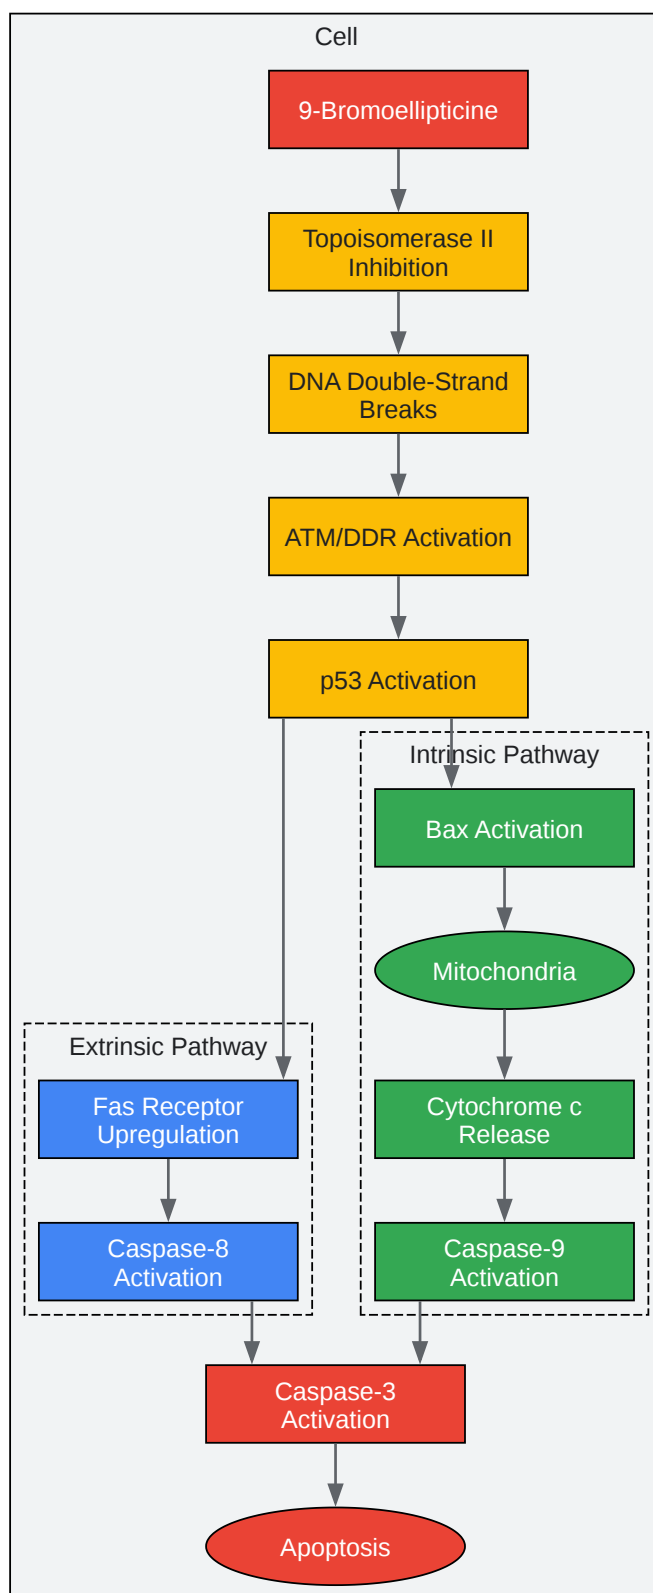 Cell
9-Bromoellipticine
Topoisomerase II
Inhibition
DNA Double-Strand
Breaks
ATM/DDR Activation
p53 Activation
Intrinsic Pathway
Bax Activation
Mitochondria
Extrinsic Pathway
Fas Receptor
Upregulation
Cytochrome c
Release
Caspase-8
Activation
Caspase-9
Activation
Caspase-3
Activation
Apoptosis